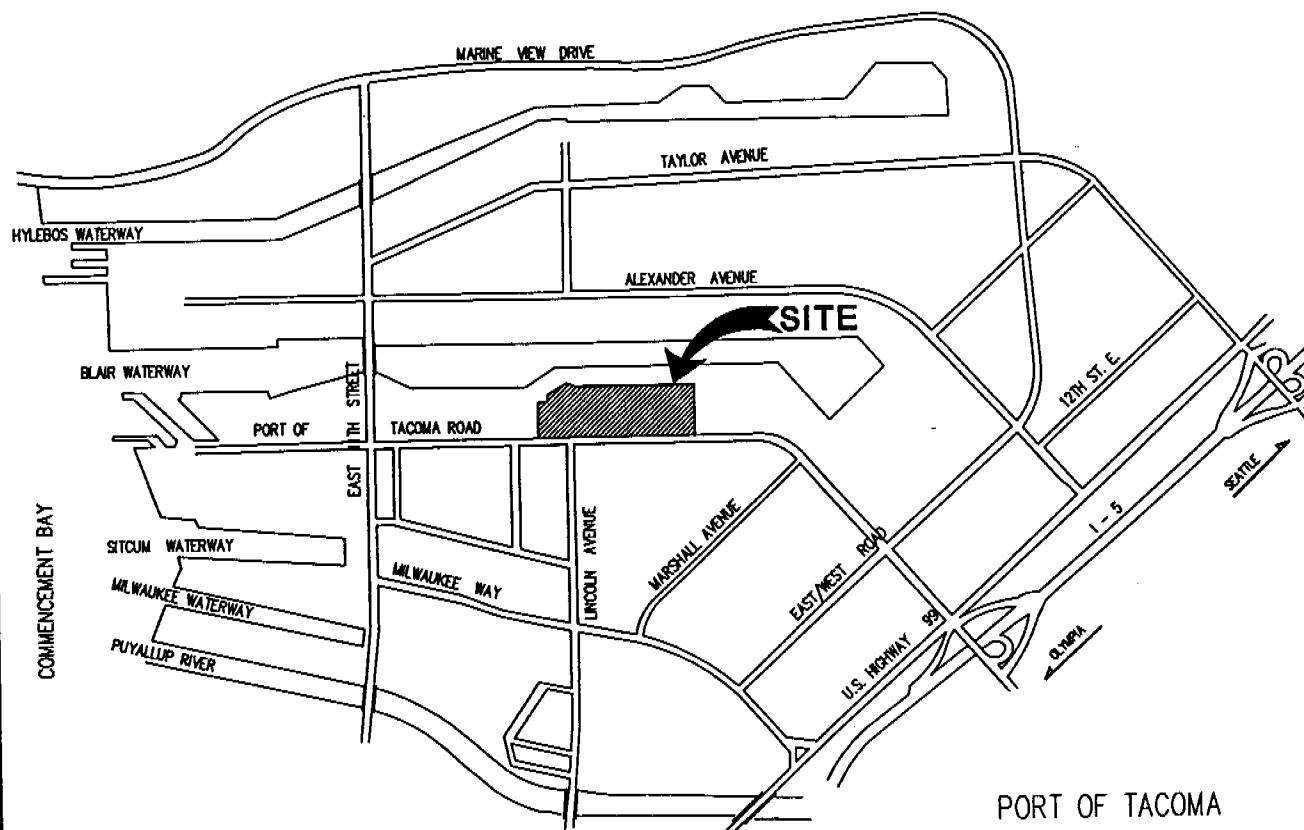 MARINE VIEW DRIVE
TAYLOR AVENUE
HYLEBOS WATERWAY
ALEXANDER AVENUE
SITE
BLAIR WATERWAY
12TH ST. E.
PORT OF TACOMA ROAD
EAST 11TH STREET
SEATTLE
I - 5
COMMENCEMENT BAY
SITCUM WATERWAY
LINCOLN AVENUE
MARSHALL AVENUE
EAST/WEST ROAD
MILWAUKEE WAY
MILWAUKEE WATERWAY
U.S. HIGHWAY 99
OLYMPIA
PUYALLUP RIVER
PORT OF TACOMA